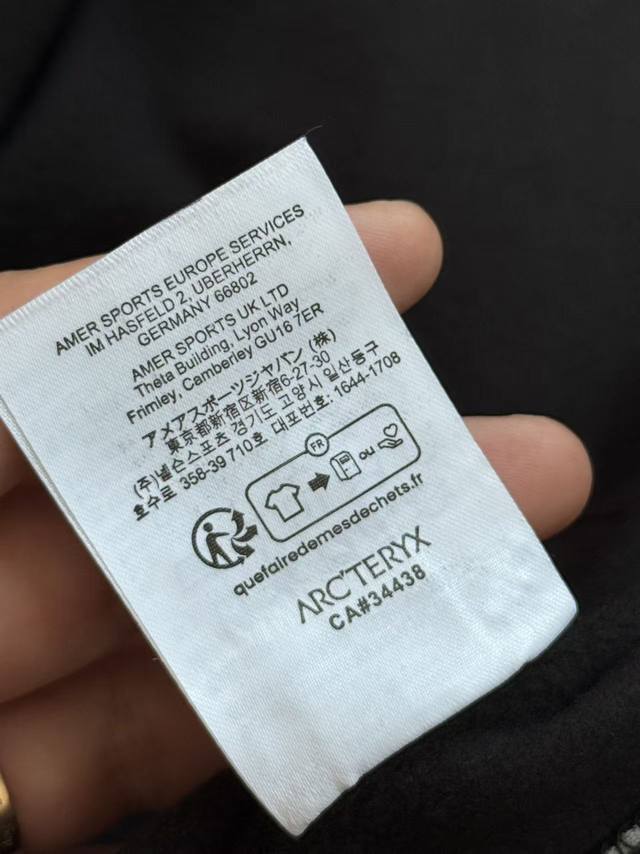 AMER SPORTS EUROPE SERVICES
IM HASFELD 2, UBERHERRN,
GERMANY 66802
AMER SPORTS UK LTD
Theta Building, Lyon Way
Frimley, Camberley GU16 7ER
アメアスポーツジャパン (株)
東京都新宿区新宿6-27-30
(주)넬슨스포츠 경기도 고양시 일산동구
호수로 358-39 710호 대표번호: 1644-1708
FR
ou
quefairedemesdechets.fr
ARC'TERYX
CA#34438